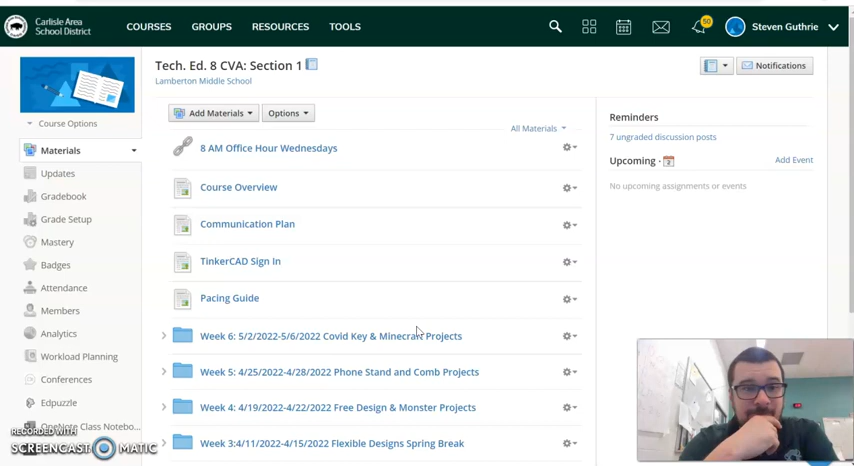 Carlisle Area
School District
COURSES GROUPS RESOURCES TOOLS
50
Steven Guthrie
Tech. Ed. 8 CVA: Section 1
Lamberton Middle School
Notifications
Course Options
Materials
Updates
Gradebook
Grade Setup
Mastery
Badges
Attendance
Members
Analytics
Workload Planning
Conferences
Edpuzzle
OneNote Class Notebo...
Add Materials
Options
All Materials
8 AM Office Hour Wednesdays
Course Overview
Communication Plan
TinkerCAD Sign In
Pacing Guide
Week 6: 5/2/2022-5/6/2022 Covid Key & Minecraft Projects
Week 5: 4/25/2022-4/28/2022 Phone Stand and Comb Projects
Week 4: 4/19/2022-4/22/2022 Free Design & Monster Projects
Week 3:4/11/2022-4/15/2022 Flexible Designs Spring Break
Reminders
7 ungraded discussion posts
Upcoming ·
Add Event
No upcoming assignments or events
RECORDED WITH
SCREENCAST MATIC